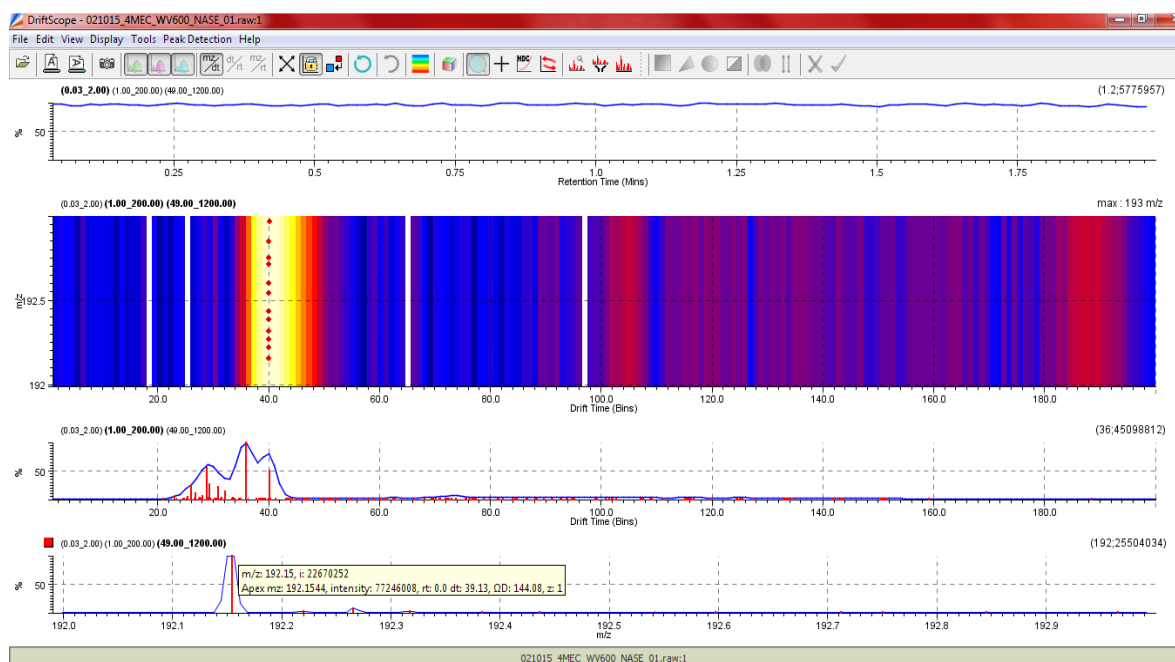 DriftScope - 021015_4MEC_WV600_NASE_01.raw:1
File Edit View Display Tools Peak Detection Help
mz/dt dt/rt mz/rt HDC
(0.03_2.00) (1.00_200.00) (49.00_1200.00) (1.2;5775957)
% 50
0.25 0.5 0.75 1.0 1.25 1.5 1.75
Retention Time (Mins)
(0.03_2.00) (1.00_200.00) (49.00_1200.00) max : 193 m/z
m/z 192.5
192
20.0 40.0 60.0 80.0 100.0 120.0 140.0 160.0 180.0
Drift Time (Bins)
(0.03_2.00) (1.00_200.00) (49.00_1200.00) (36;45098812)
% 50
20.0 40.0 60.0 80.0 100.0 120.0 140.0 160.0 180.0
Drift Time (Bins)
(0.03_2.00) (1.00_200.00) (49.00_1200.00) (192;25504034)
m/z: 192.15, i: 22670252
% 50
Apex mz: 192.1544, intensity: 77246008, rt: 0.0 dt: 39.13, ΩD: 144.08, z: 1
192.0 192.1 192.2 192.3 192.4 192.5 192.6 192.7 192.8 192.9
m/z
021015_4MEC_WV600_NASE_01.raw:1